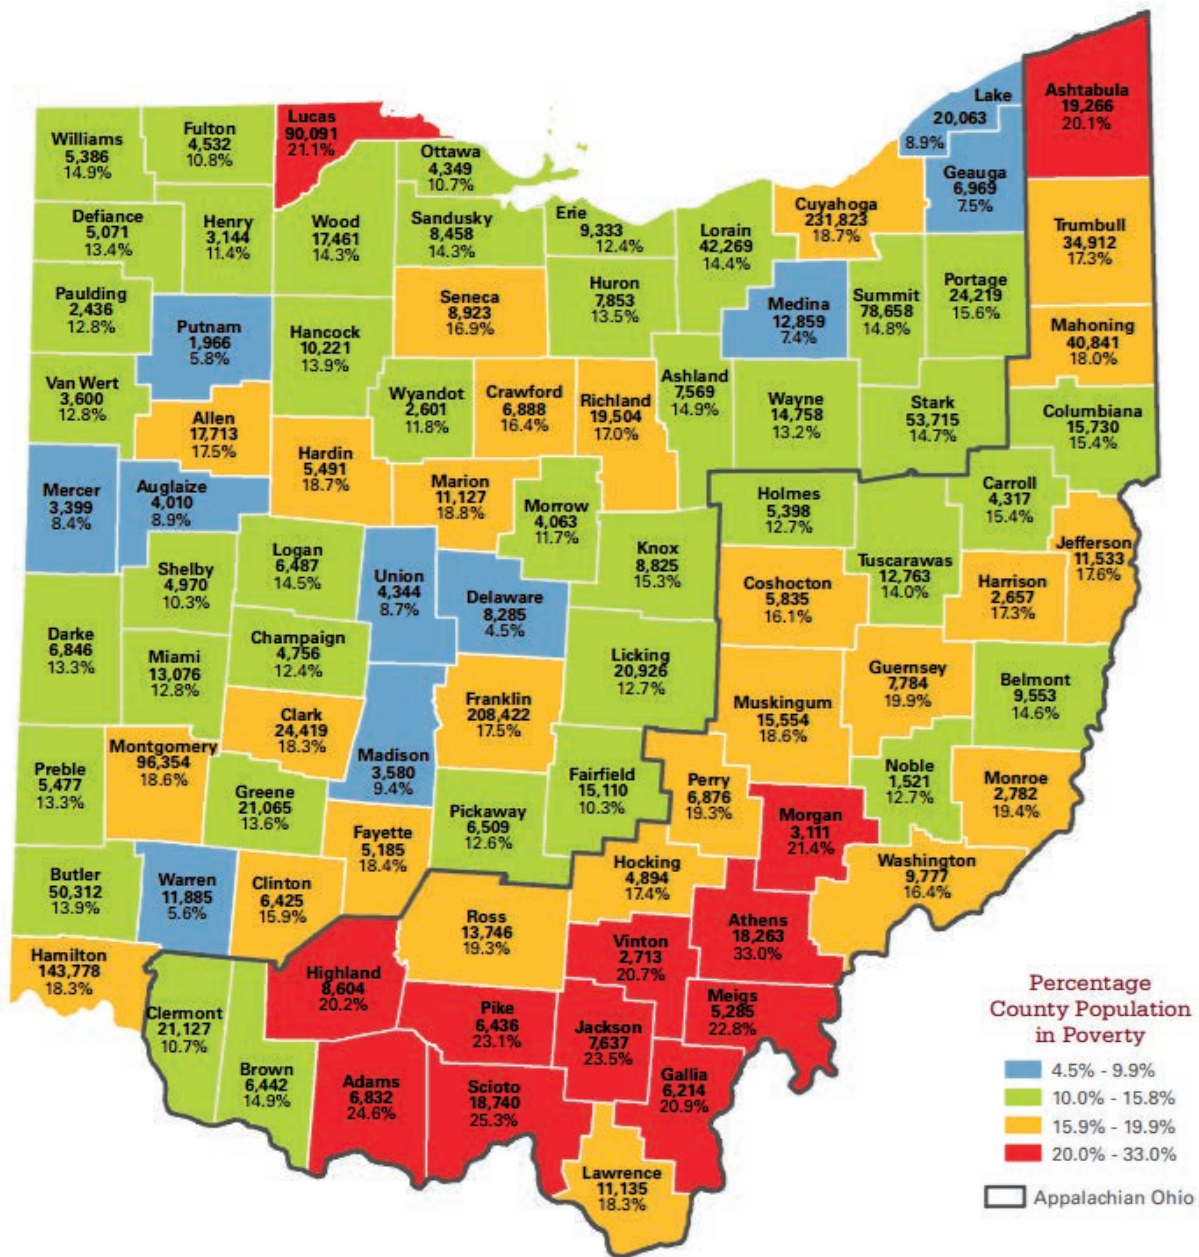 Lake
20,063
8.9%
Ashtabula
19,266
20.1%
Williams
5,386
14.9%
Fulton
4,532
10.8%
Lucas
90,091
21.1%
Ottawa
4,349
10.7%
Geauga
6,969
7.5%
Defiance
5,071
13.4%
Henry
3,144
11.4%
Wood
17,461
14.3%
Sandusky
8,458
14.3%
Erie
9,333
12.4%
Lorain
42,269
14.4%
Cuyahoga
231,823
18.7%
Trumbull
34,912
17.3%
Paulding
2,436
12.8%
Putnam
1,966
5.8%
Hancock
10,221
13.9%
Seneca
8,923
16.9%
Huron
7,853
13.5%
Medina
12,859
7.4%
Summit
78,658
14.8%
Portage
24,219
15.6%
Mahoning
40,841
18.0%
Van Wert
3,600
12.8%
Allen
17,713
17.5%
Wyandot
2,601
11.8%
Crawford
6,888
16.4%
Richland
19,504
17.0%
Ashland
7,569
14.9%
Wayne
14,758
13.2%
Stark
53,715
14.7%
Columbiana
15,730
15.4%
Mercer
3,399
8.4%
Auglaize
4,010
8.9%
Hardin
5,491
18.7%
Marion
11,127
18.8%
Morrow
4,063
11.7%
Holmes
5,398
12.7%
Carroll
4,317
15.4%
Shelby
4,970
10.3%
Logan
6,487
14.5%
Union
4,344
8.7%
Delaware
8,285
4.5%
Knox
8,825
15.3%
Coshocton
5,835
16.1%
Tuscarawas
12,763
14.0%
Harrison
2,657
17.3%
Jefferson
11,533
17.6%
Darke
6,846
13.3%
Miami
13,076
12.8%
Champaign
4,756
12.4%
Licking
20,926
12.7%
Guernsey
7,784
19.9%
Belmont
9,553
14.6%
Clark
24,419
18.3%
Madison
3,580
9.4%
Franklin
208,422
17.5%
Muskingum
15,554
18.6%
Preble
5,477
13.3%
Montgomery
96,354
18.6%
Greene
21,065
13.6%
Fayette
5,185
18.4%
Pickaway
6,509
12.6%
Fairfield
15,110
10.3%
Perry
6,876
19.3%
Morgan
3,111
21.4%
Noble
1,521
12.7%
Monroe
2,782
19.4%
Butler
50,312
13.9%
Warren
11,885
5.6%
Clinton
6,425
15.9%
Ross
13,746
19.3%
Hocking
4,894
17.4%
Athens
18,263
33.0%
Washington
9,777
16.4%
Hamilton
143,778
18.3%
Clermont
21,127
10.7%
Brown
6,442
14.9%
Highland
8,604
20.2%
Adams
6,832
24.6%
Pike
6,436
23.1%
Scioto
18,740
25.3%
Vinton
2,713
20.7%
Jackson
7,637
23.5%
Meigs
5,285
22.8%
Gallia
6,214
20.9%
Lawrence
11,135
18.3%
Percentage
County Population
in Poverty
4.5% - 9.9%
10.0% - 15.8%
15.9% - 19.9%
20.0% - 33.0%
Appalachian Ohio